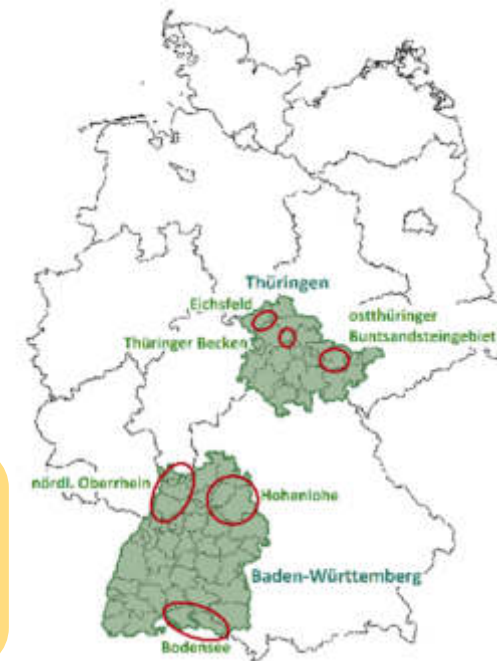 Thüringen
Eichsfeld
ostthüringer
Buntsandsteingebiet
Thüringer Becken
nördl. Oberrhein
Hohenlohe
Baden-Württemberg
Bodensee